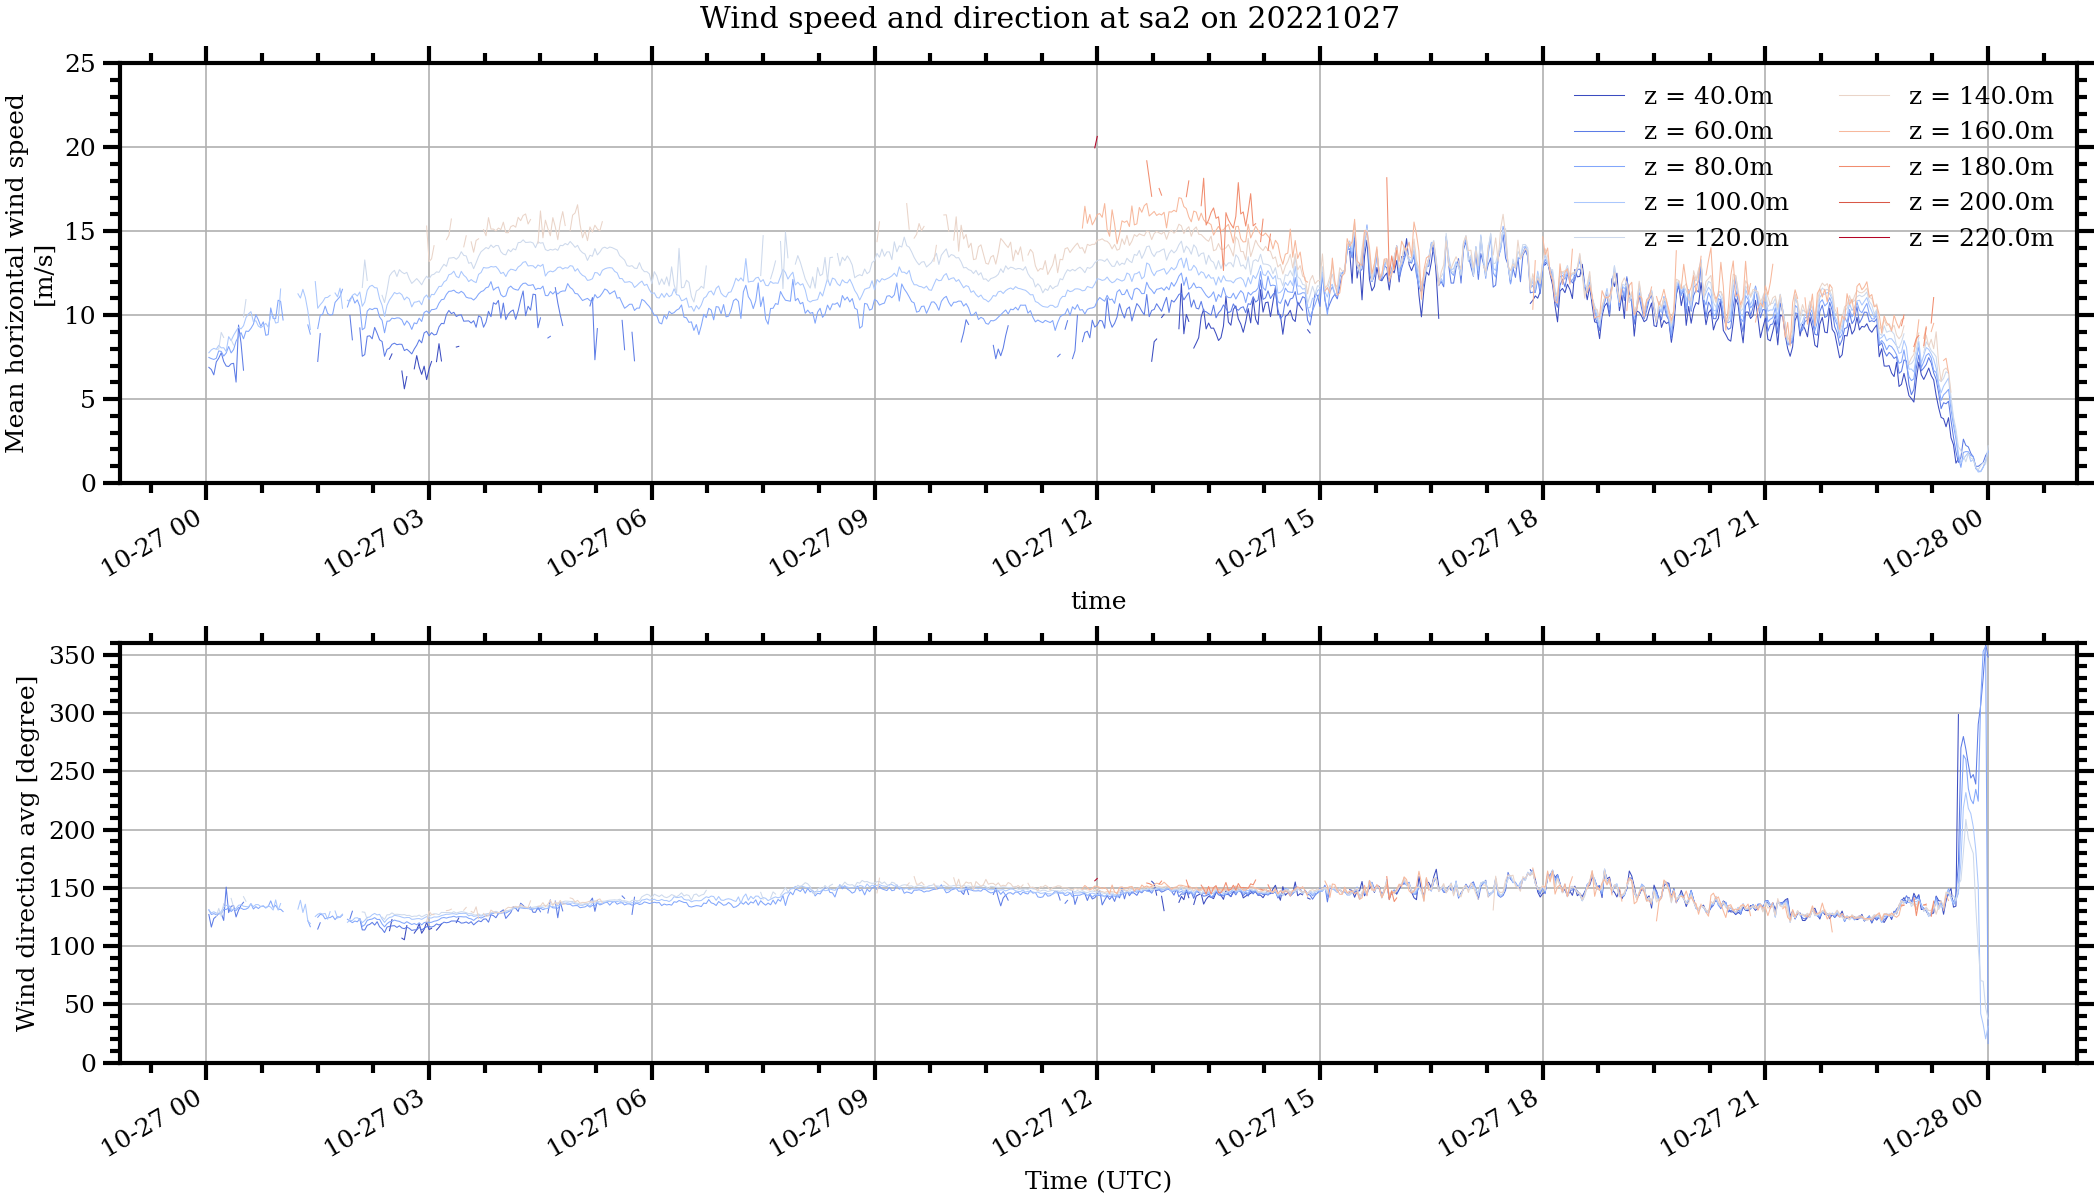 Wind speed and direction at sa2 on 20221027
Mean horizontal wind speed
[m/s]
25
20
15
10
5
0
z = 40.0m
z = 60.0m
z = 80.0m
z = 100.0m
z = 120.0m
z = 140.0m
z = 160.0m
z = 180.0m
z = 200.0m
z = 220.0m
10-27 00
10-27 03
10-27 06
10-27 09
10-27 12
10-27 15
10-27 18
10-27 21
10-28 00
time
Wind direction avg [degree]
350
300
250
200
150
100
50
0
10-27 00
10-27 03
10-27 06
10-27 09
10-27 12
10-27 15
10-27 18
10-27 21
10-28 00
Time (UTC)